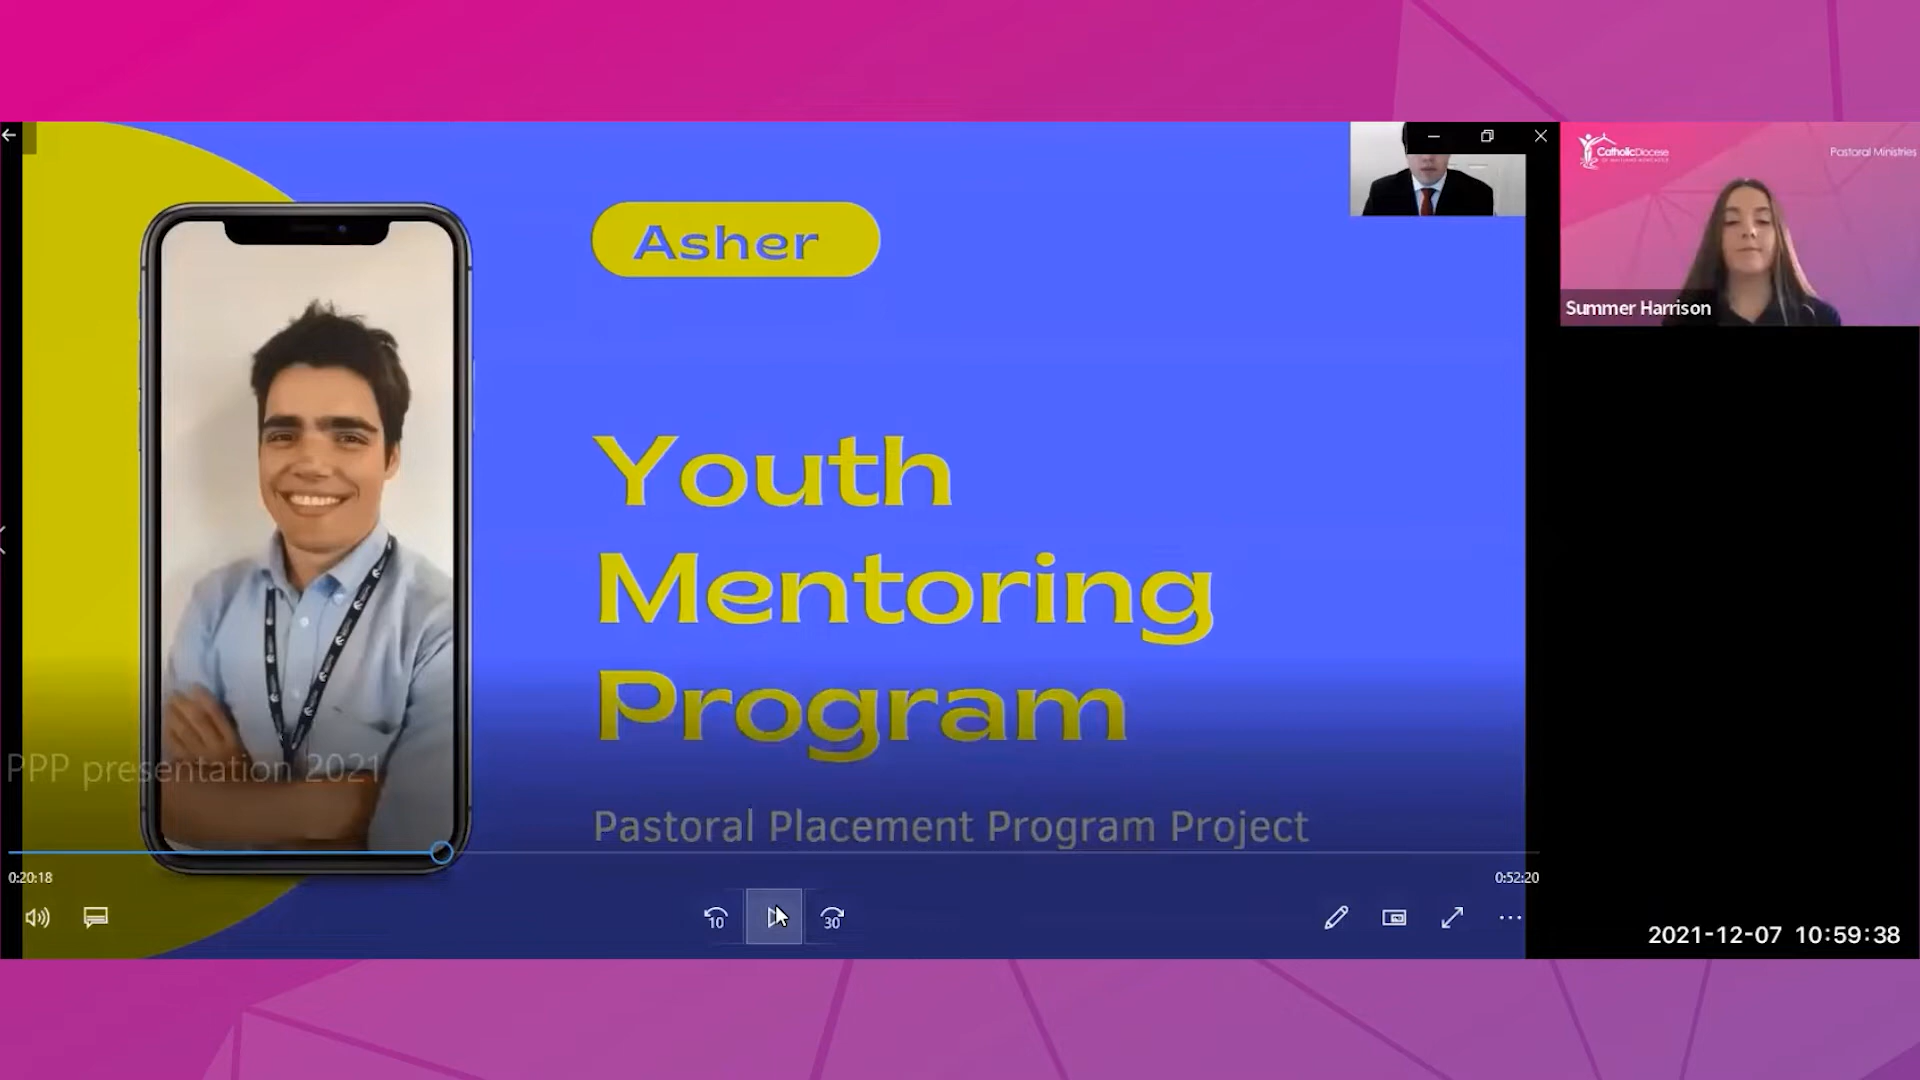 Asher
Youth
Mentoring
Program
Pastoral Placement Program Project
PPP presentation 2021
0:20:18
0:52:20
10
30
CatholicDiocese
Pastoral Ministries
Summer Harrison
2021-12-07 10:59:38